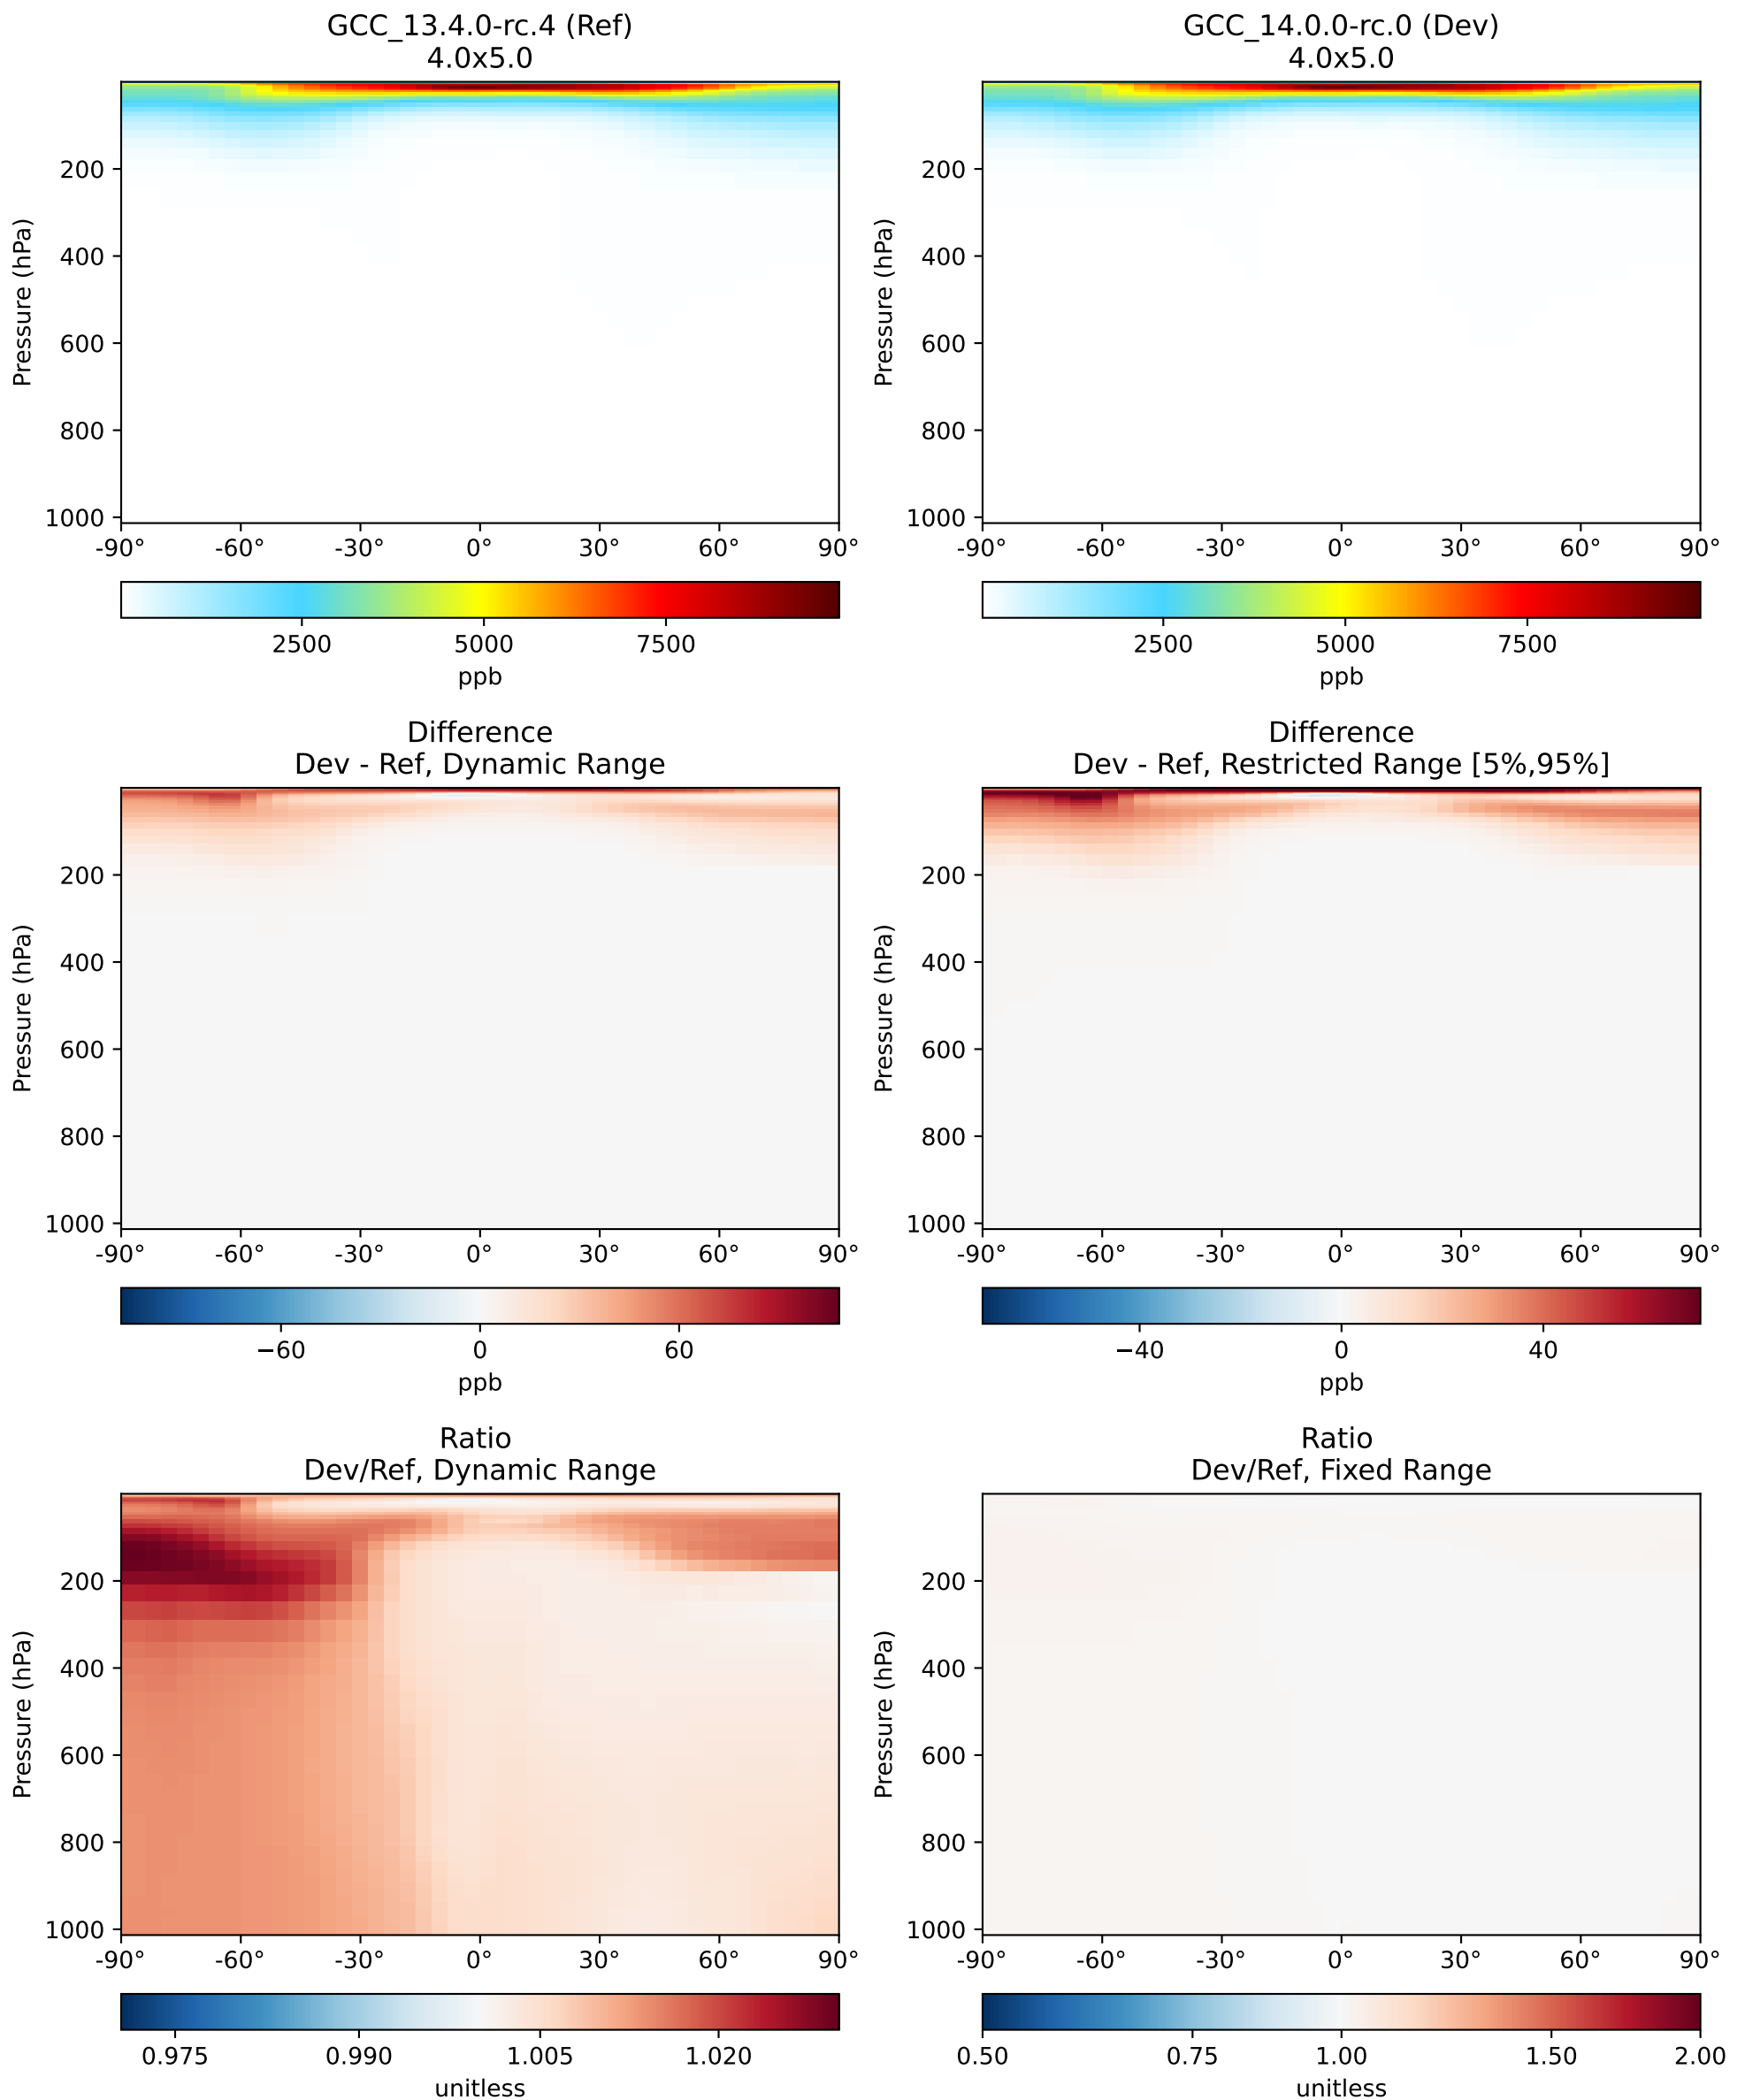 GCC_13.4.0-rc.4 (Ref)
4.0x5.0
Pressure (hPa)
200
400
600
800
1000
-90° -60° -30° 0° 30° 60° 90°
2500 5000 7500
ppb
GCC_14.0.0-rc.0 (Dev)
4.0x5.0
Pressure (hPa)
200
400
600
800
1000
-90° -60° -30° 0° 30° 60° 90°
2500 5000 7500
ppb
Difference
Dev - Ref, Dynamic Range
Pressure (hPa)
200
400
600
800
1000
-90° -60° -30° 0° 30° 60° 90°
−60 0 60
ppb
Difference
Dev - Ref, Restricted Range [5%,95%]
Pressure (hPa)
200
400
600
800
1000
-90° -60° -30° 0° 30° 60° 90°
−40 0 40
ppb
Ratio
Dev/Ref, Dynamic Range
Pressure (hPa)
200
400
600
800
1000
-90° -60° -30° 0° 30° 60° 90°
0.975 0.990 1.005 1.020
unitless
Ratio
Dev/Ref, Fixed Range
Pressure (hPa)
200
400
600
800
1000
-90° -60° -30° 0° 30° 60° 90°
0.50 0.75 1.00 1.50 2.00
unitless